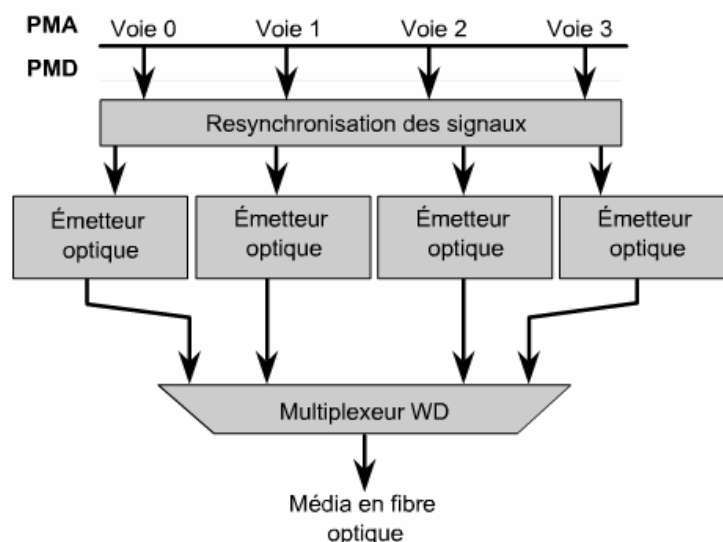 PMA Voie 0 Voie 1 Voie 2 Voie 3
PMD
Resynchronisation des signaux
Émetteur
optique
Émetteur
optique
Émetteur
optique
Émetteur
optique
Multiplexeur WD
Média en fibre
optique